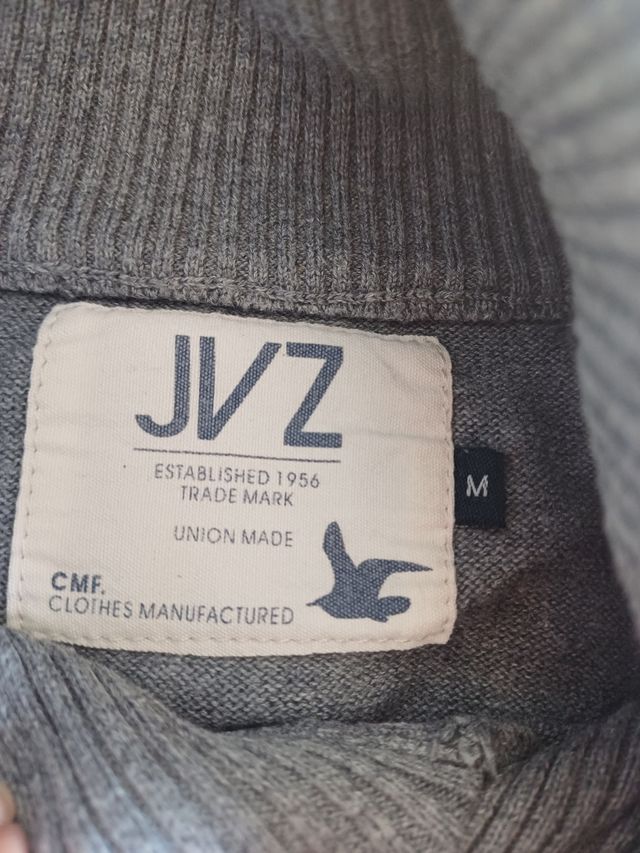 JVZ
ESTABLISHED 1956
TRADE MARK
UNION MADE
CMF.
CLOTHES MANUFACTURED
M